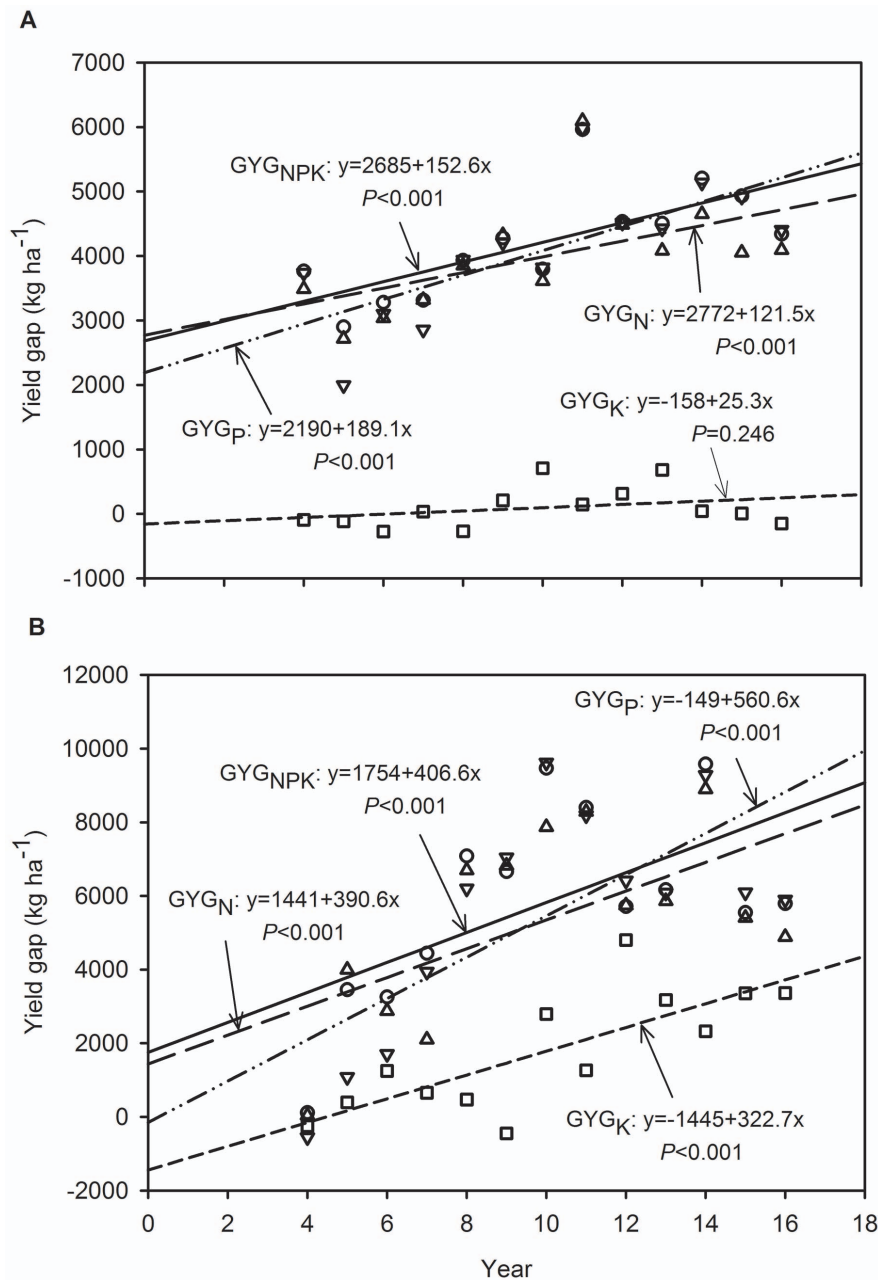 A
7000
6000
5000
4000
3000
2000
1000
0
-1000
Yield gap (kg ha-1)
GYGNPK: y=2685+152.6x
P<0.001
GYGN: y=2772+121.5x
P<0.001
GYGP: y=2190+189.1x
P<0.001
GYGK: y=-158+25.3x
P=0.246
B
12000
10000
8000
6000
4000
2000
0
-2000
Yield gap (kg ha-1)
GYGP: y=-149+560.6x
P<0.001
GYGNPK: y=1754+406.6x
P<0.001
GYGN: y=1441+390.6x
P<0.001
GYGK: y=-1445+322.7x
P<0.001
0 2 4 6 8 10 12 14 16 18
Year